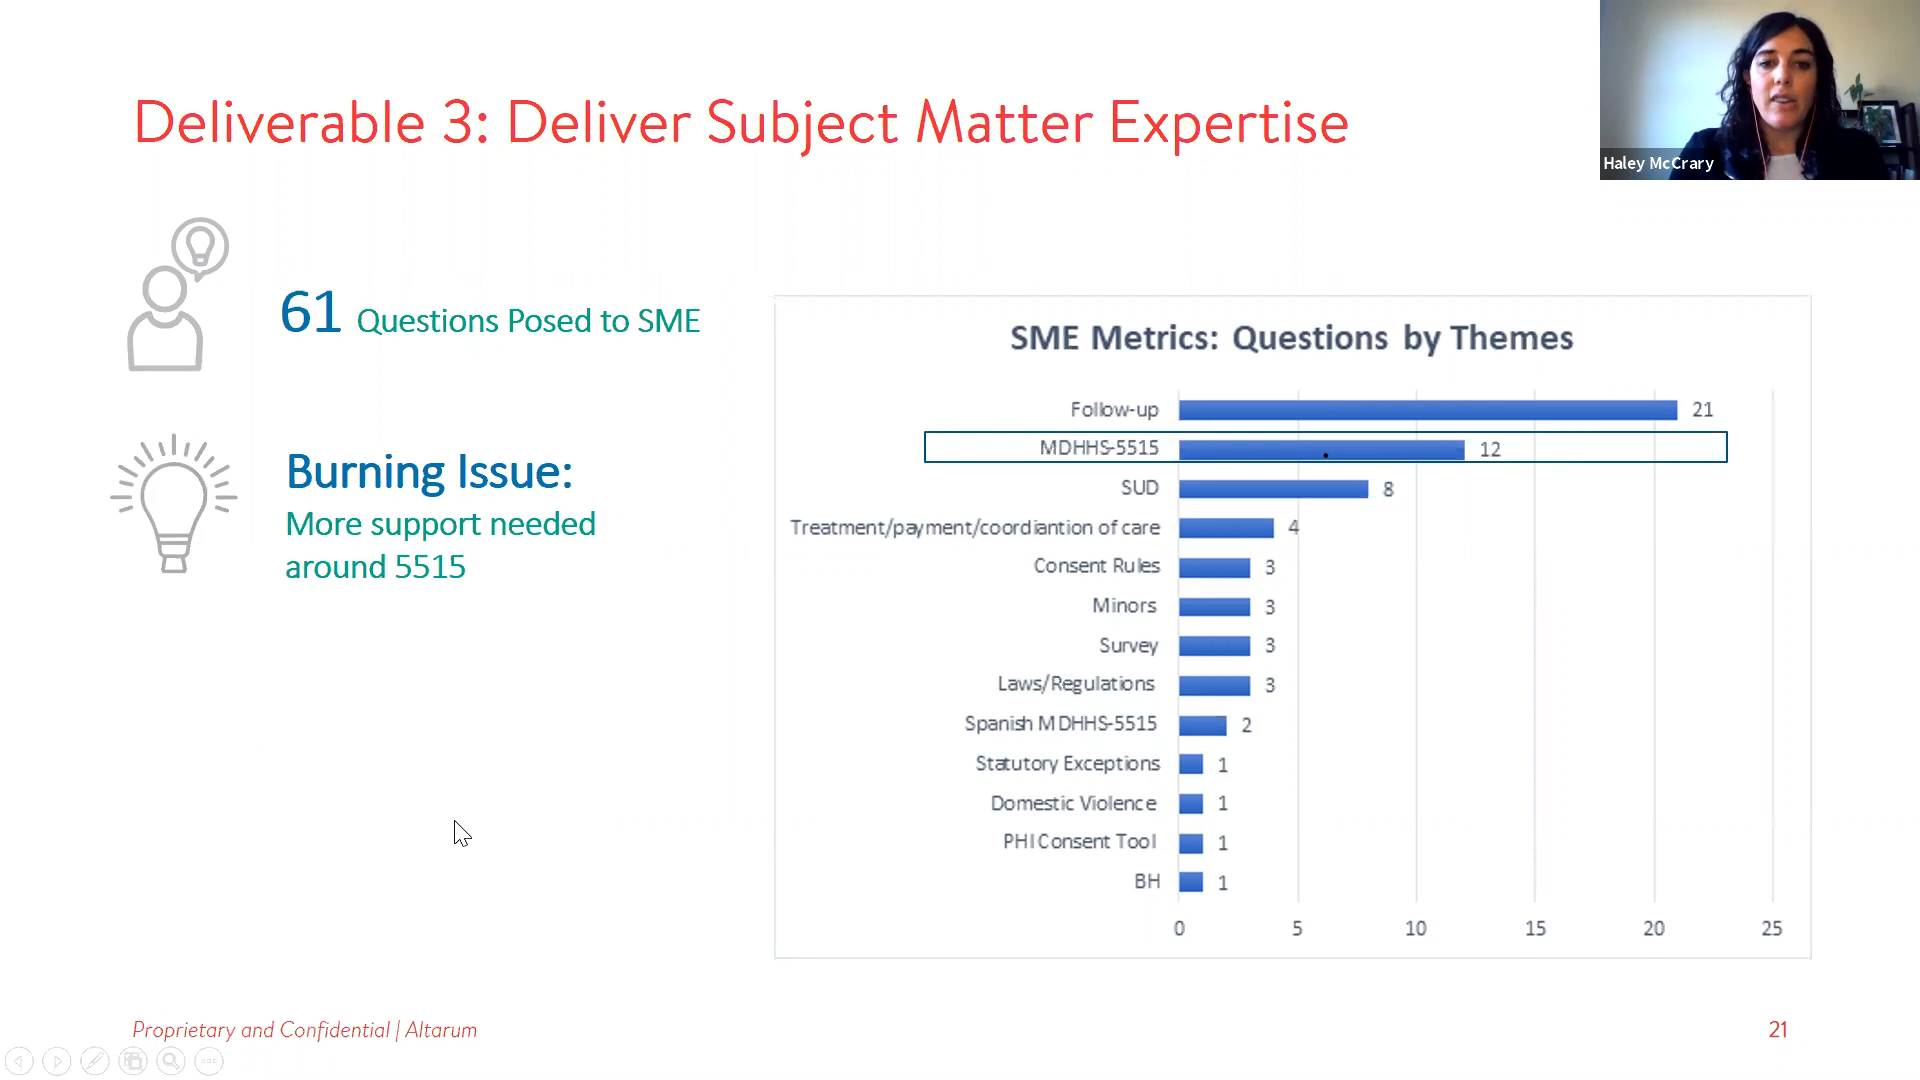 Deliverable 3: Deliver Subject Matter Expertise
Haley McCrary
61 Questions Posed to SME
Burning Issue:
More support needed
around 5515
SME Metrics: Questions by Themes
Follow-up 21
MDHHS-5515 12
SUD 8
Treatment/payment/coordiantion of care 4
Consent Rules 3
Minors 3
Survey 3
Laws/Regulations 3
Spanish MDHHS-5515 2
Statutory Exceptions 1
Domestic Violence 1
PHI Consent Tool 1
BH 1
0 5 10 15 20 25
Proprietary and Confidential | Altarum
21